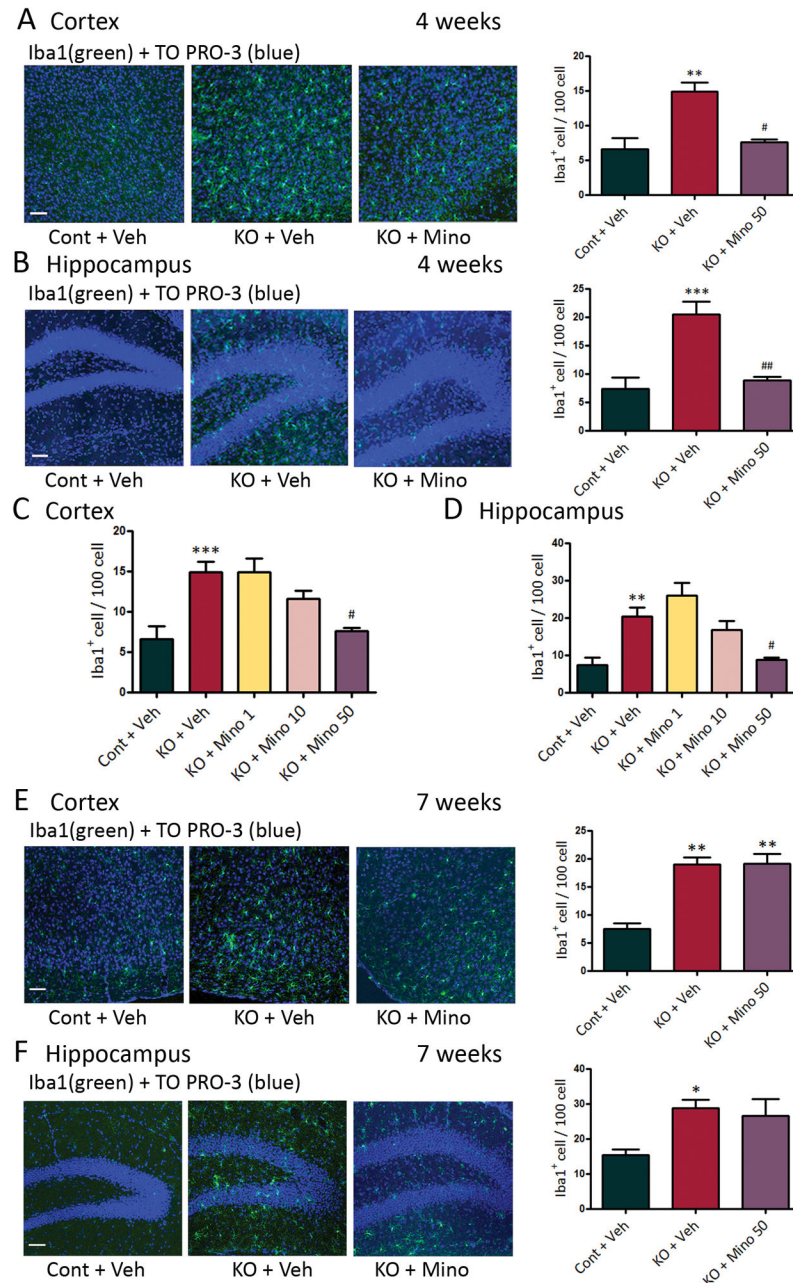 A Cortex 4 weeks
Iba1(green) + TO PRO-3 (blue)
Cont + Veh KO + Veh KO + Mino
Iba1+ cell / 100 cell
20
15
10
5
0
**
#
Cont + Veh
KO + Veh
KO + Mino 50
B Hippocampus 4 weeks
Iba1(green) + TO PRO-3 (blue)
Cont + Veh KO + Veh KO + Mino
Iba1+ cell / 100 cell
25
20
15
10
5
0
***
##
Cont + Veh
KO + Veh
KO + Mino 50
C Cortex
Iba1+ cell / 100 cell
20
15
10
5
0
***
#
Cont + Veh
KO + Veh
KO + Mino 1
KO + Mino 10
KO + Mino 50
D Hippocampus
Iba1+ cell / 100 cell
40
30
20
10
0
**
#
Cont + Veh
KO + Veh
KO + Mino 1
KO + Mino 10
KO + Mino 50
E Cortex 7 weeks
Iba1(green) + TO PRO-3 (blue)
Cont + Veh KO + Veh KO + Mino
Iba1+ cell / 100 cell
25
20
15
10
5
0
**
**
Cont + Veh
KO + Veh
KO + Mino 50
F Hippocampus 7 weeks
Iba1(green) + TO PRO-3 (blue)
Cont + Veh KO + Veh KO + Mino
Iba1+ cell / 100 cell
40
30
20
10
0
*
Cont + Veh
KO + Veh
KO + Mino 50